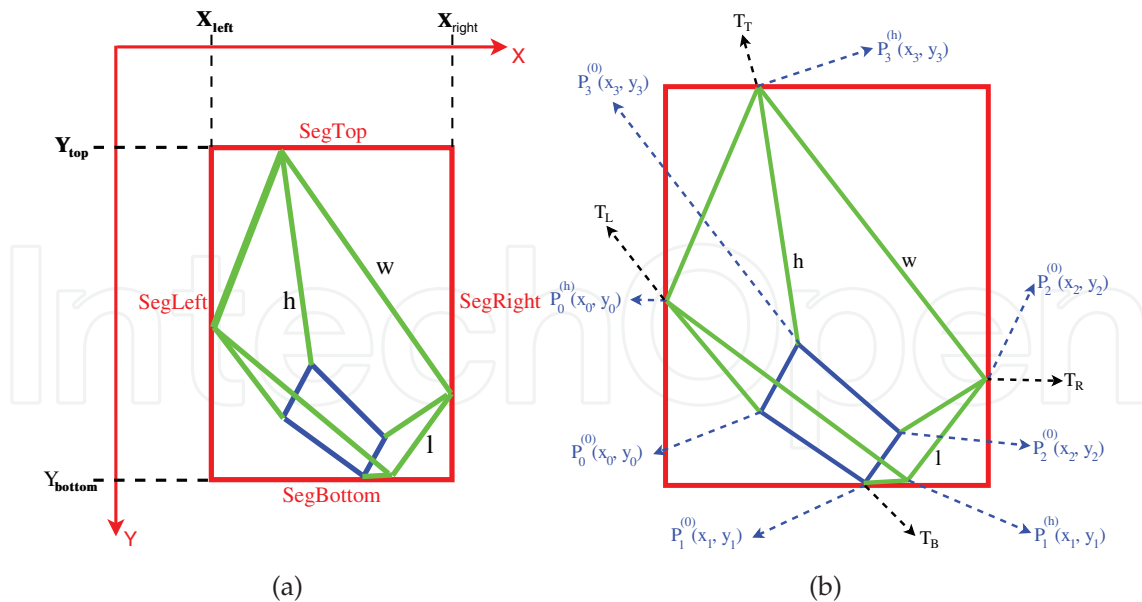 X_left
X_right
X
Y_top
SegTop
w
h
SegLeft
SegRight
l
Y_bottom
SegBottom
Y
(a)
T_T
P_3^(h)(x_3, y_3)
P_3^(0)(x_3, y_3)
T_L
h
w
P_0^(h)(x_0, y_0)
P_2^(0)(x_2, y_2)
T_R
P_0^(0)(x_0, y_0)
l
P_2^(0)(x_2, y_2)
P_1^(0)(x_1, y_1)
T_B
P_1^(h)(x_1, y_1)
(b)
IntechOpen